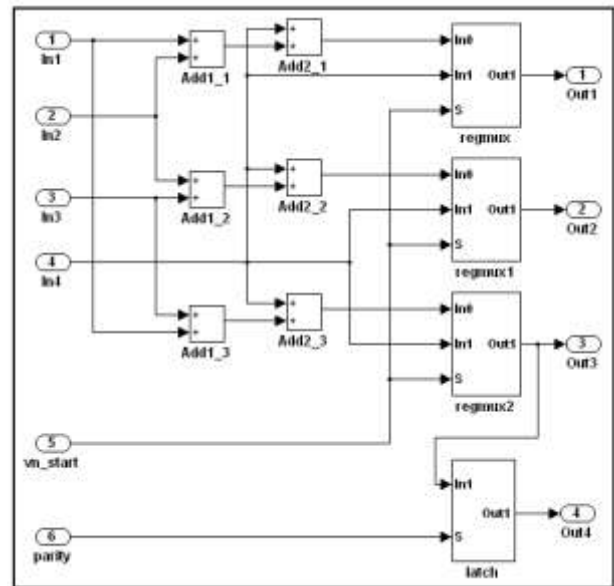 1
In1
2
In2
3
In3
4
In4
5
vn_start
6
parity
+
+
Add1_1
+
+
Add2_1
+
+
Add1_2
+
+
Add2_2
+
+
Add1_3
+
+
Add2_3
In0
In1
S
Out1
regmux
In0
In1
S
Out1
regmux1
In0
In1
S
Out1
regmux2
In1
S
Out1
latch
1
Out1
2
Out2
3
Out3
4
Out4